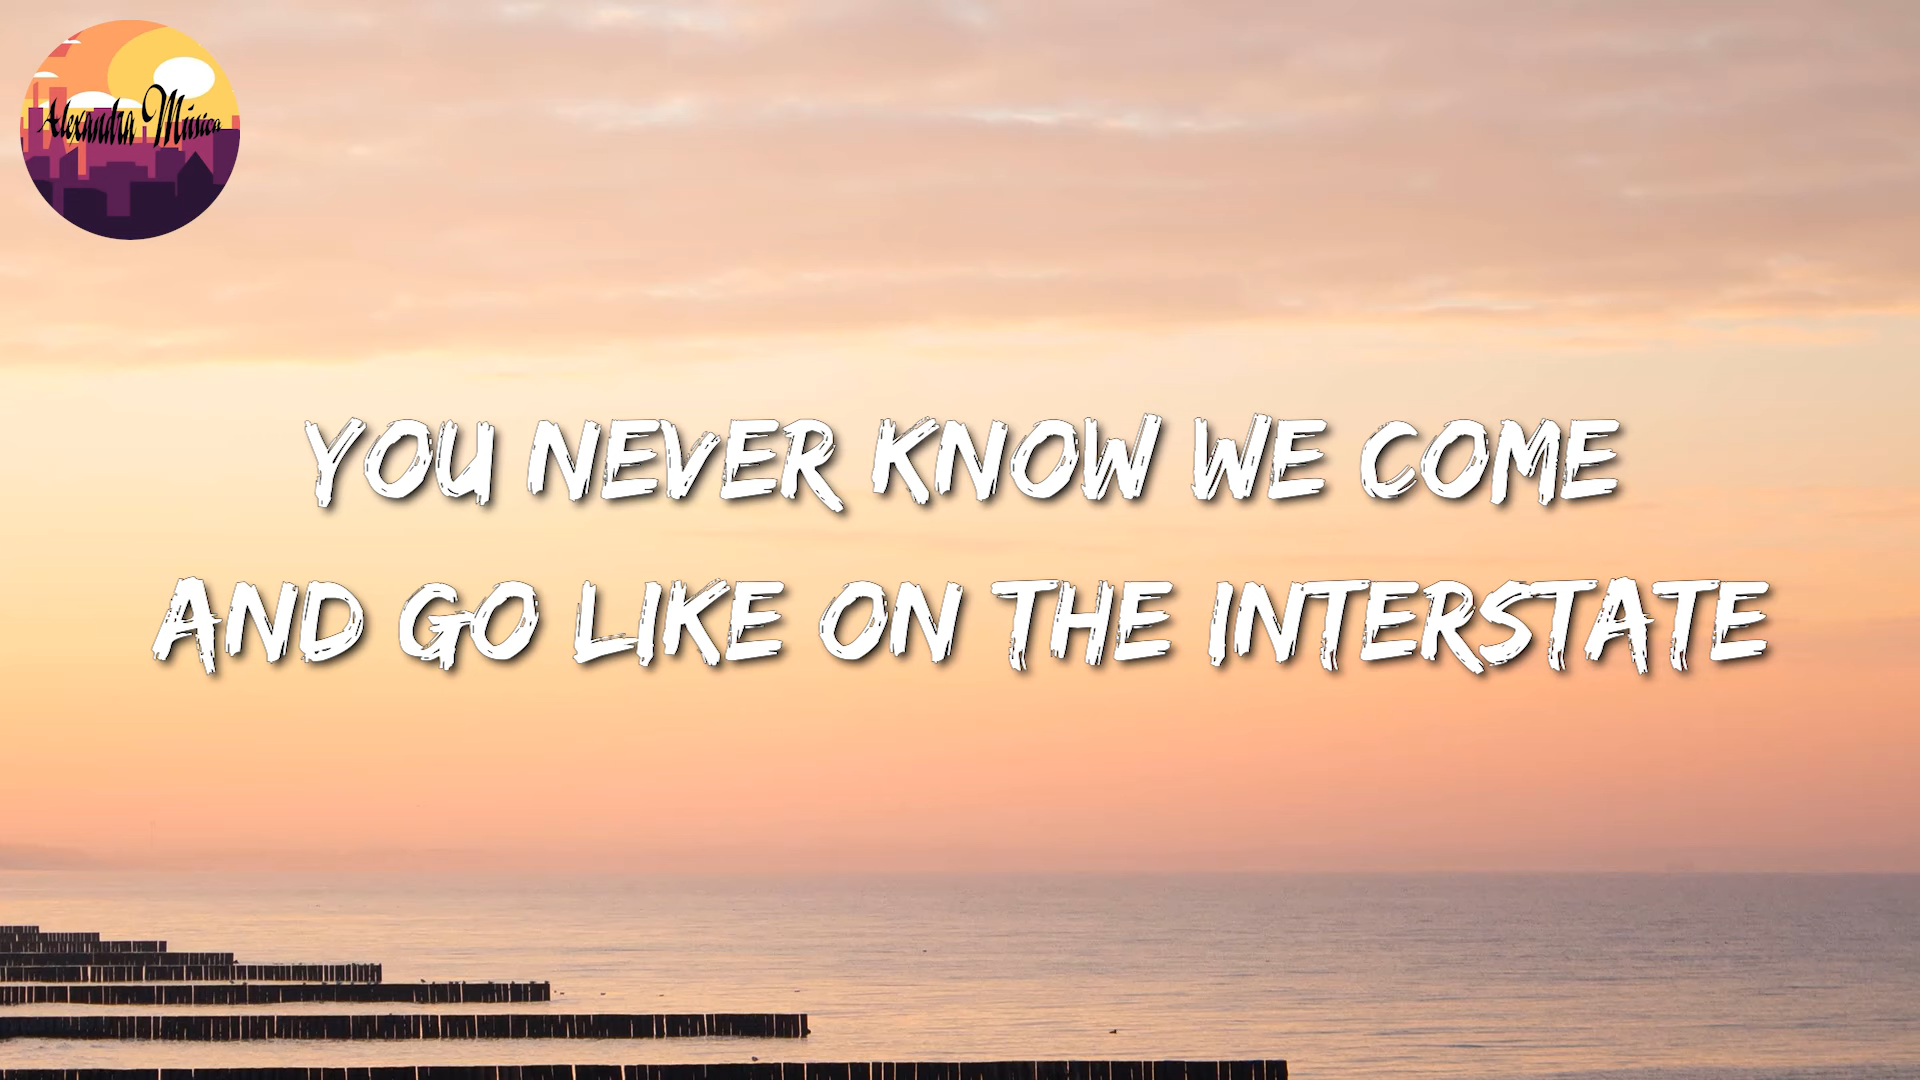 Alexandra Música
YOU NEVER KNOW WE COME
AND GO LIKE ON THE INTERSTATE